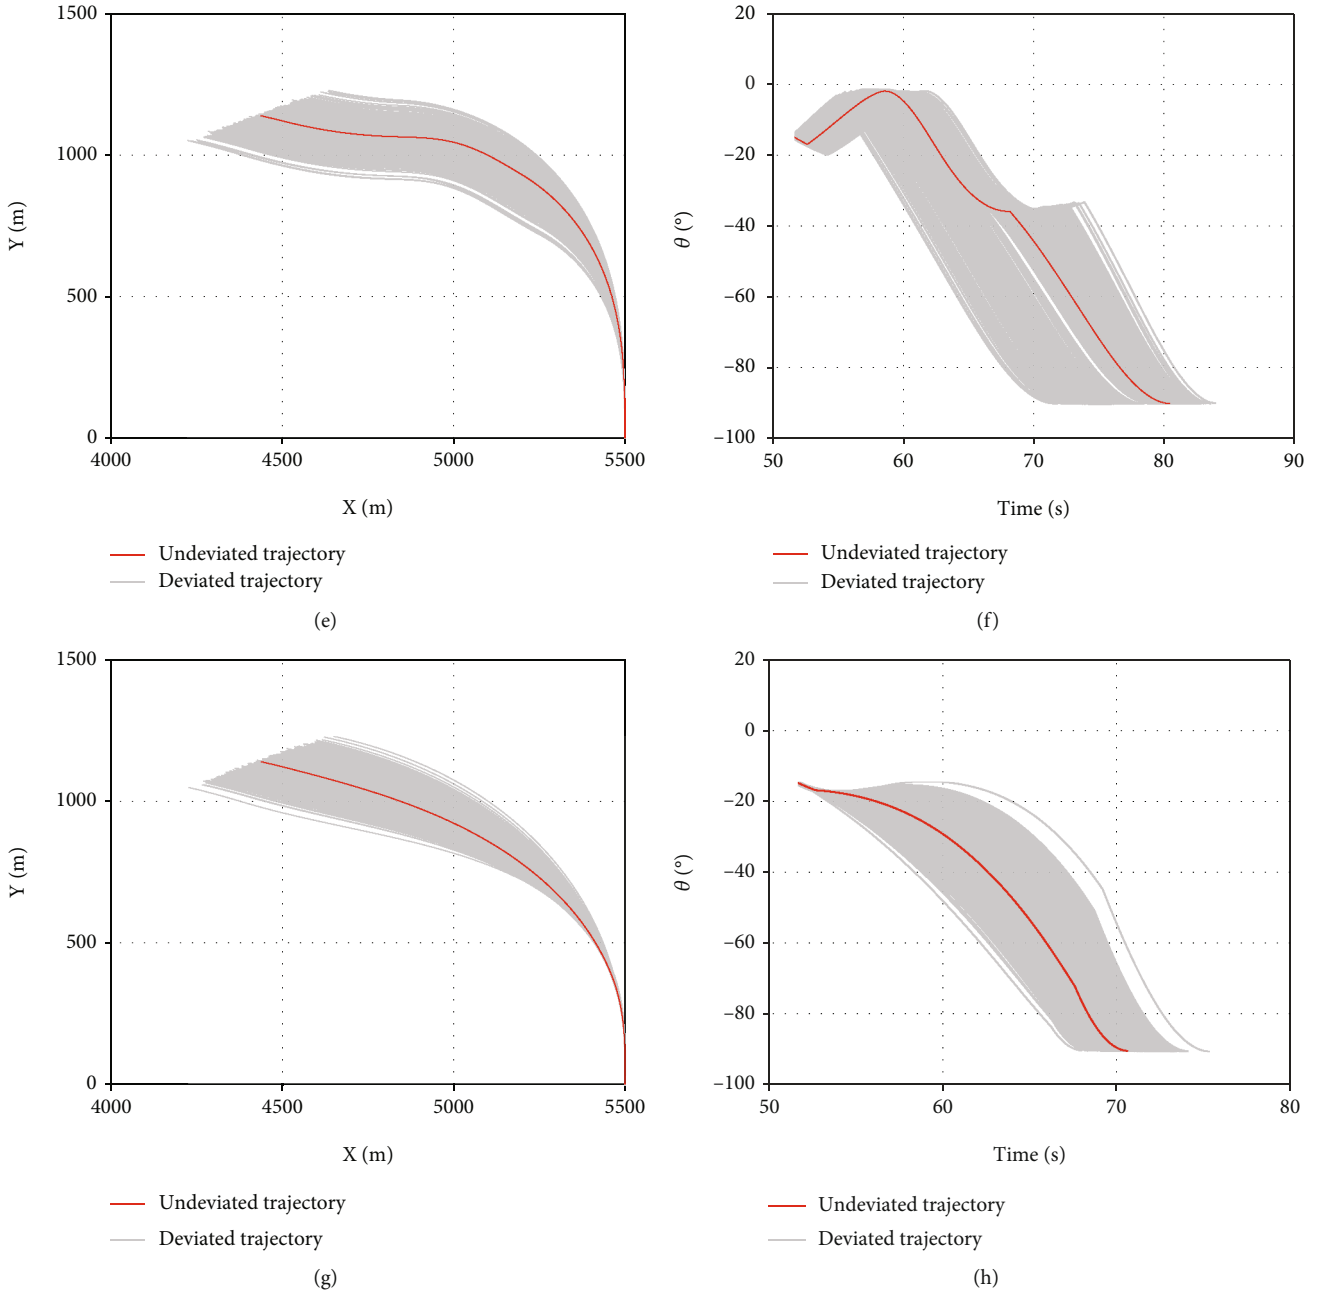 1500
1000
500
0
Y (m)
4000 4500 5000 5500
X (m)
Undeviated trajectory
Deviated trajectory
(e)
20
0
−20
−40
−60
−80
−100
θ (°)
50 60 70 80 90
Time (s)
Undeviated trajectory
Deviated trajectory
(f)
1500
1000
500
0
Y (m)
4000 4500 5000 5500
X (m)
Undeviated trajectory
Deviated trajectory
(g)
20
0
−20
−40
−60
−80
−100
θ (°)
50 60 70 80
Time (s)
Undeviated trajectory
Deviated trajectory
(h)